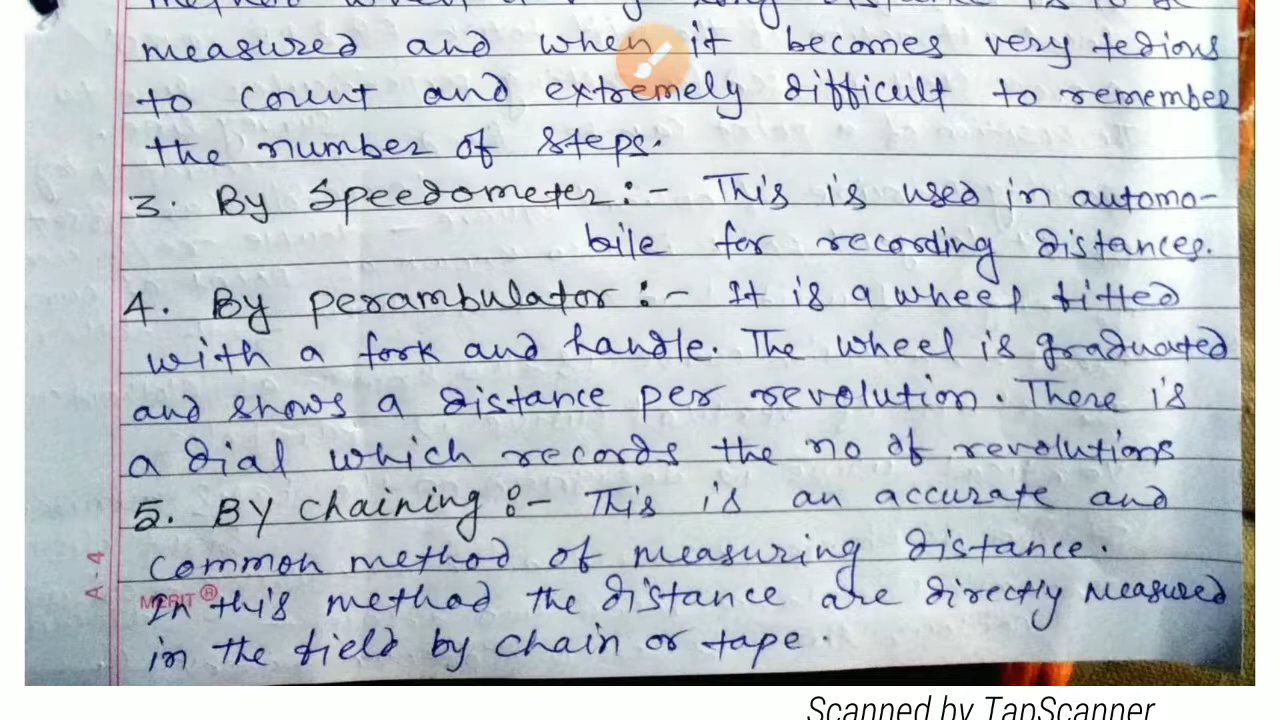 measured and when it becomes very tedious
to count and extremely difficult to remember
the number of steps.
3. By Speedometer :- This is used in automo-
bile for recording distances.
4. By perambulator :- It is a wheel fitted
with a fork and handle. The wheel is graduated
and shows a distance per revolution. There is
a dial which records the no of revolutions
5. BY chaining :- This is an accurate and
common method of measuring distance.
In this method the distance are directly measured
in the field by chain or tape.
A-4
MERIT ®
Scanned by TapScanner